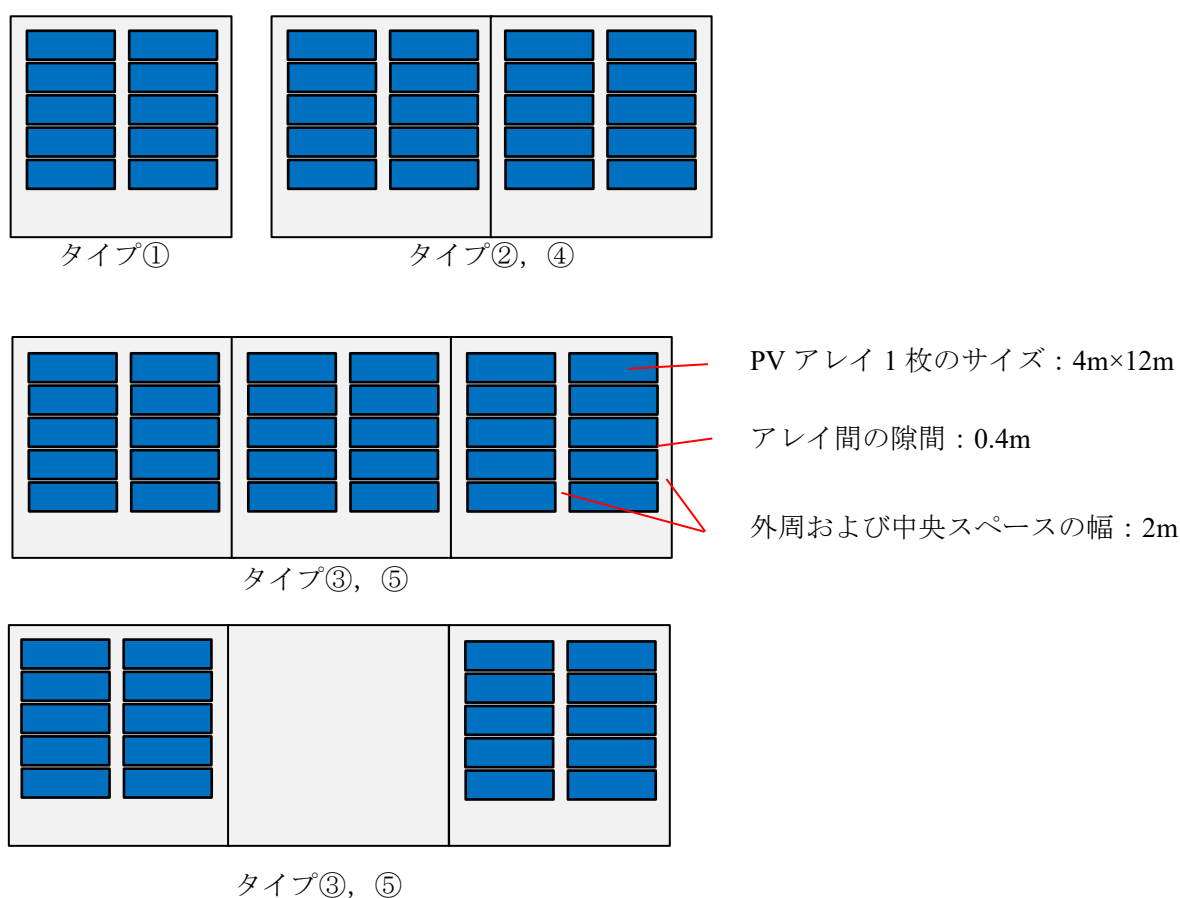 タイプ①
タイプ②，④
PV アレイ 1 枚のサイズ：4m×12m
アレイ間の隙間：0.4m
外周および中央スペースの幅：2m
タイプ③，⑤
タイプ③，⑤